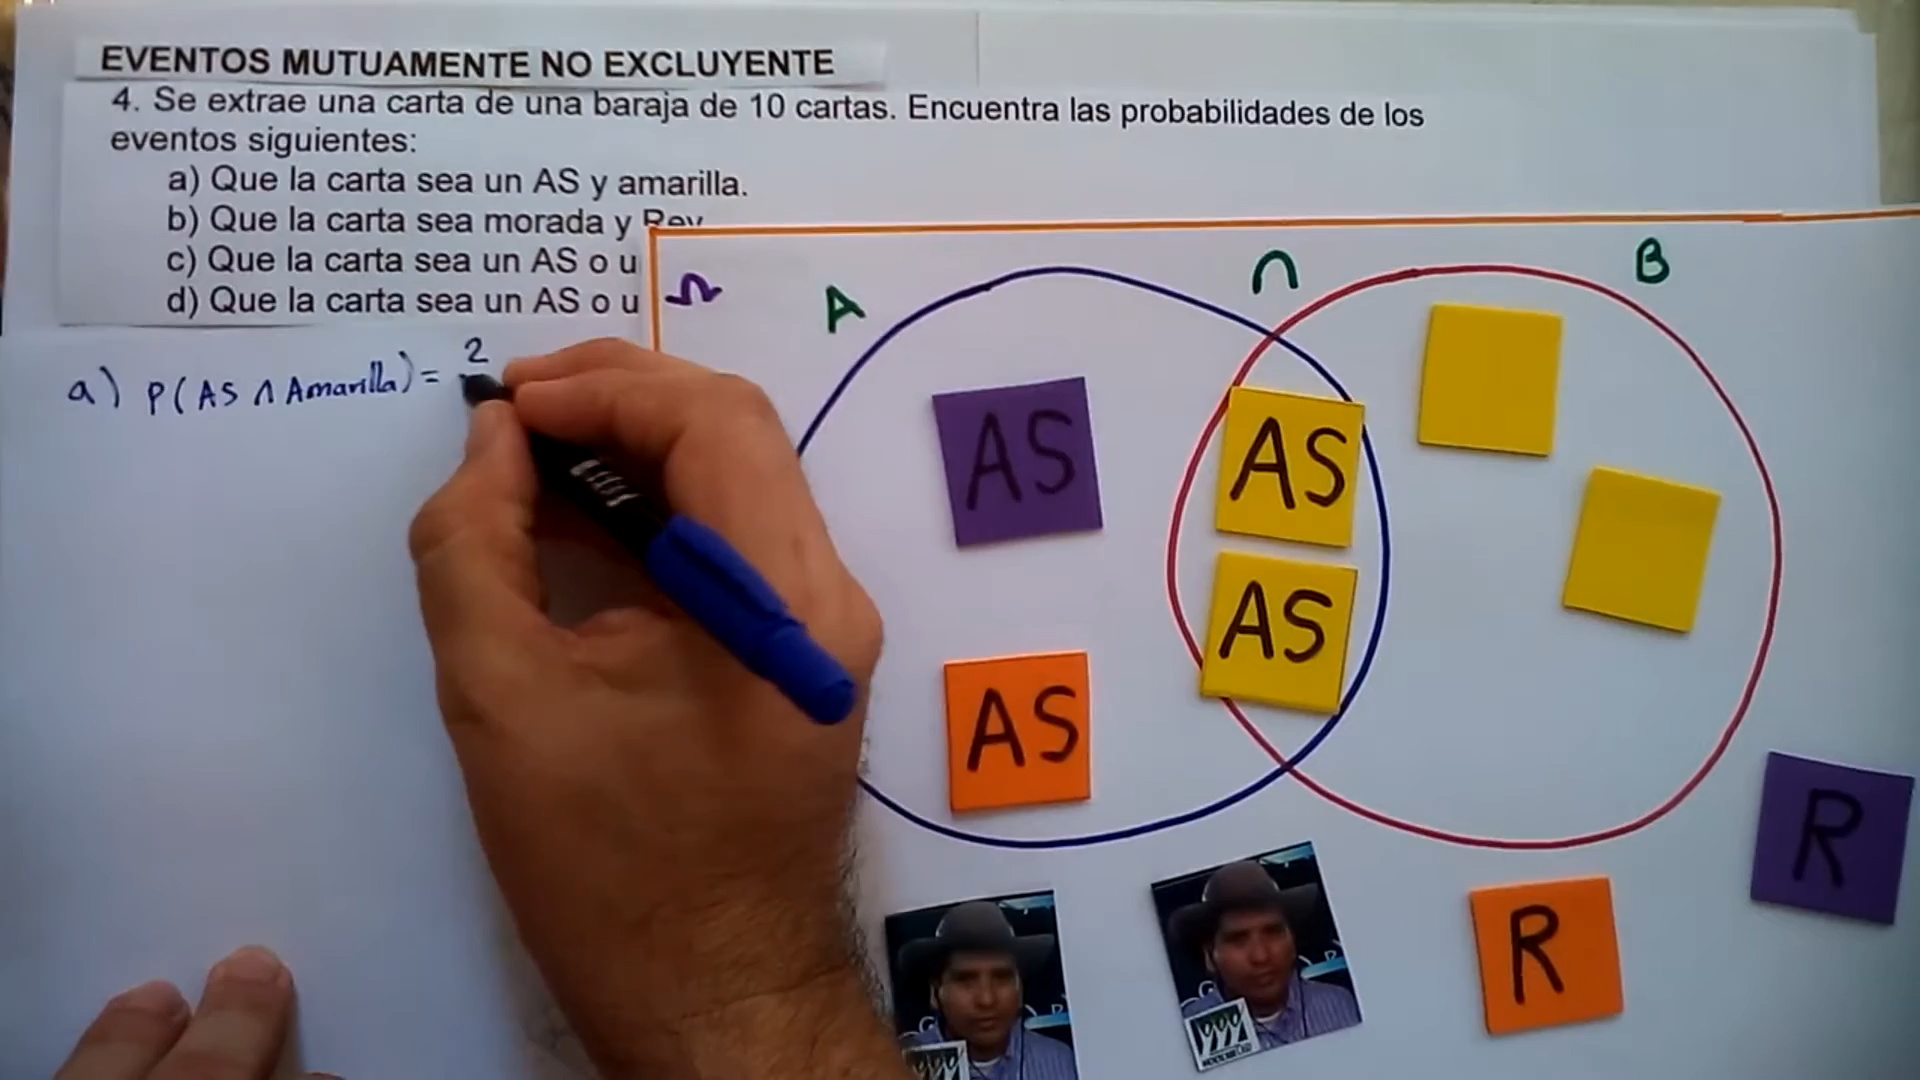 EVENTOS MUTUAMENTE NO EXCLUYENTE
4. Se extrae una carta de una baraja de 10 cartas. Encuentra las probabilidades de los
eventos siguientes:
a) Que la carta sea un AS y amarilla.
b) Que la carta sea morada y Rey
c) Que la carta sea un AS o u
d) Que la carta sea un AS o u
Ω A ∩ B
a) P(AS ∩ Amarilla) = 2
AS AS
AS
AS
R
R